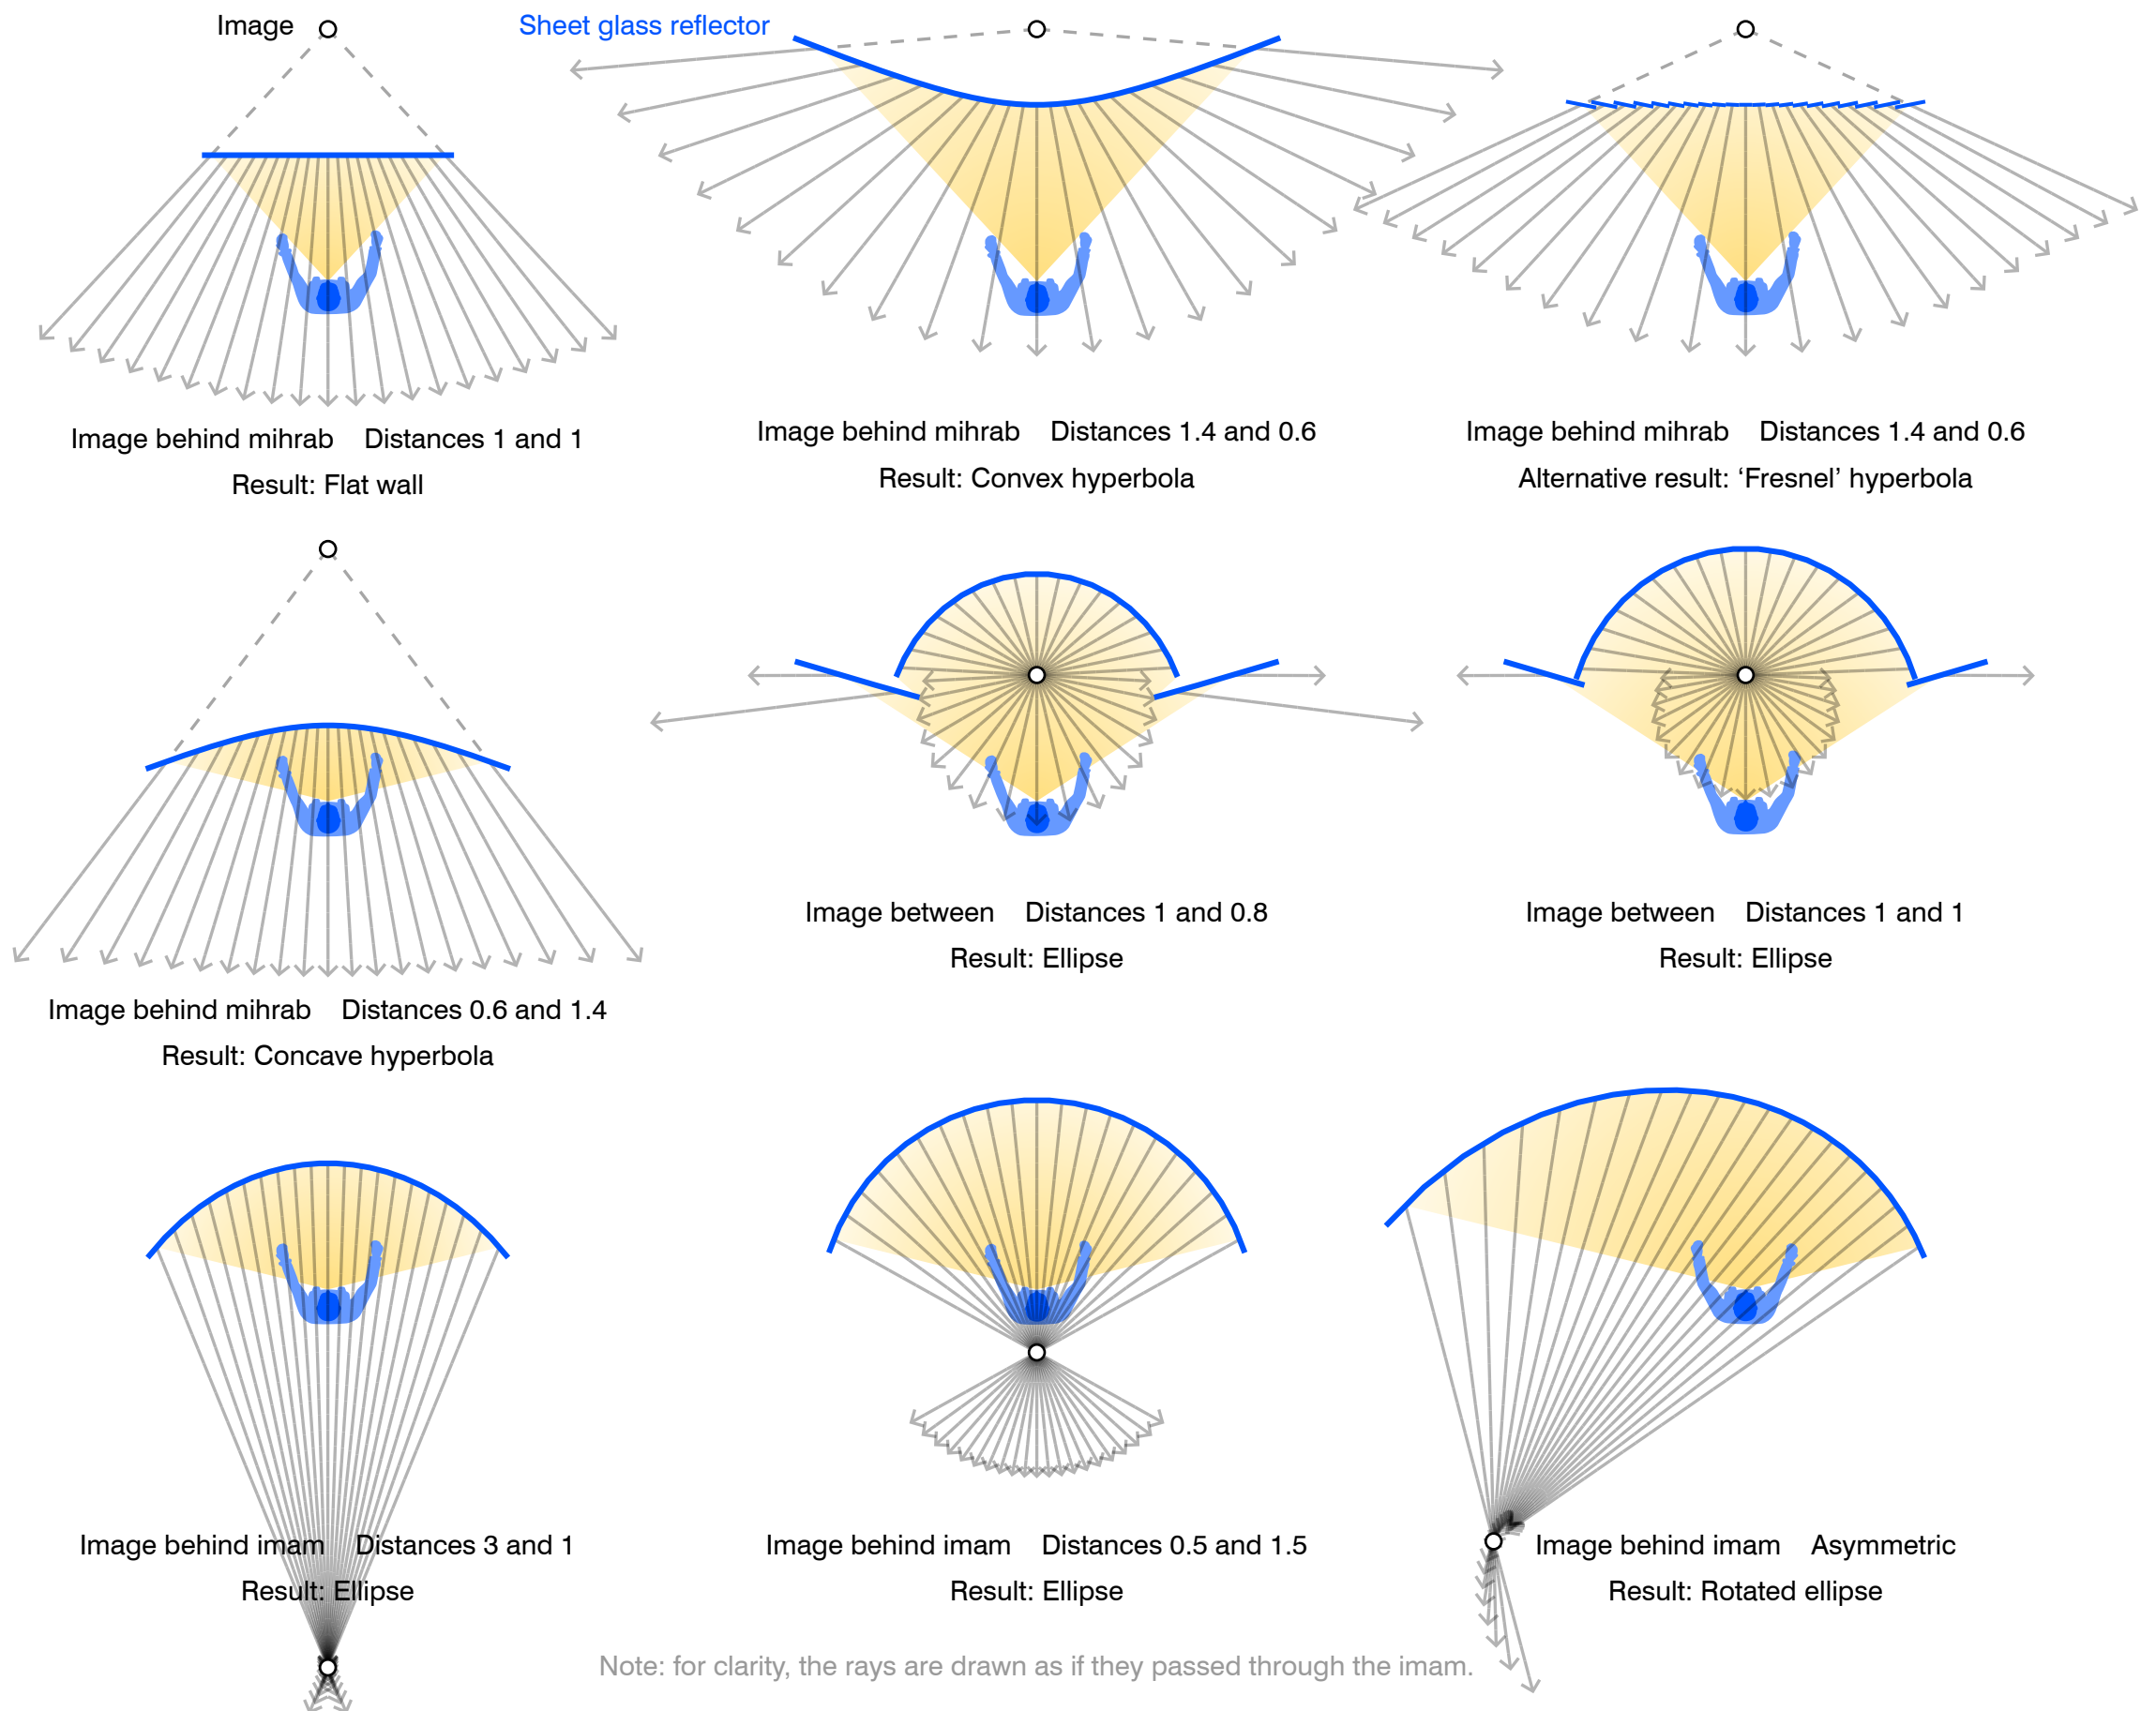 Image
Sheet glass reflector
Image behind mihrab    Distances 1 and 1
Result: Flat wall
Image behind mihrab    Distances 1.4 and 0.6
Result: Convex hyperbola
Image behind mihrab    Distances 1.4 and 0.6
Alternative result: ‘Fresnel’ hyperbola
Image behind mihrab    Distances 0.6 and 1.4
Result: Concave hyperbola
Image between    Distances 1 and 0.8
Result: Ellipse
Image between    Distances 1 and 1
Result: Ellipse
Image behind imam    Distances 3 and 1
Result: Ellipse
Image behind imam    Distances 0.5 and 1.5
Result: Ellipse
Image behind imam    Asymmetric
Result: Rotated ellipse
Note: for clarity, the rays are drawn as if they passed through the imam.